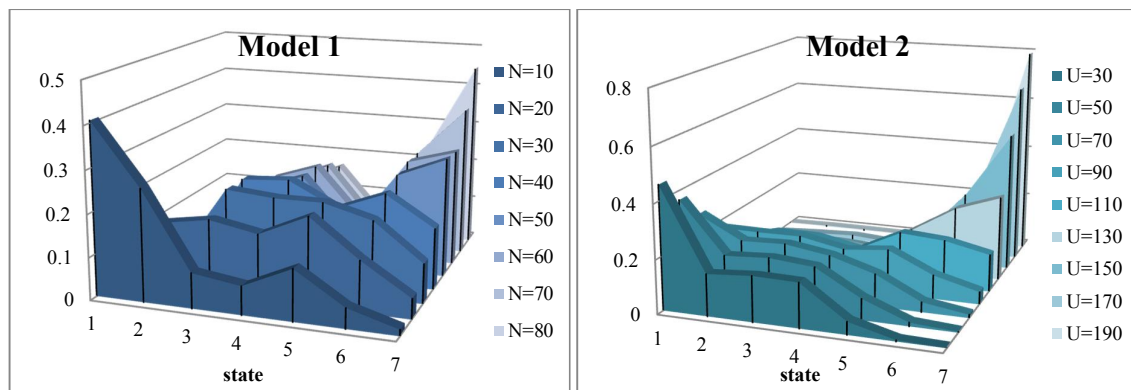 Model 1
0.5
0.4
0.3
0.2
0.1
0
1 2 3 4 5 6 7
state
N=10
N=20
N=30
N=40
N=50
N=60
N=70
N=80
Model 2
0.8
0.6
0.4
0.2
0
1 2 3 4 5 6 7
state
U=30
U=50
U=70
U=90
U=110
U=130
U=150
U=170
U=190